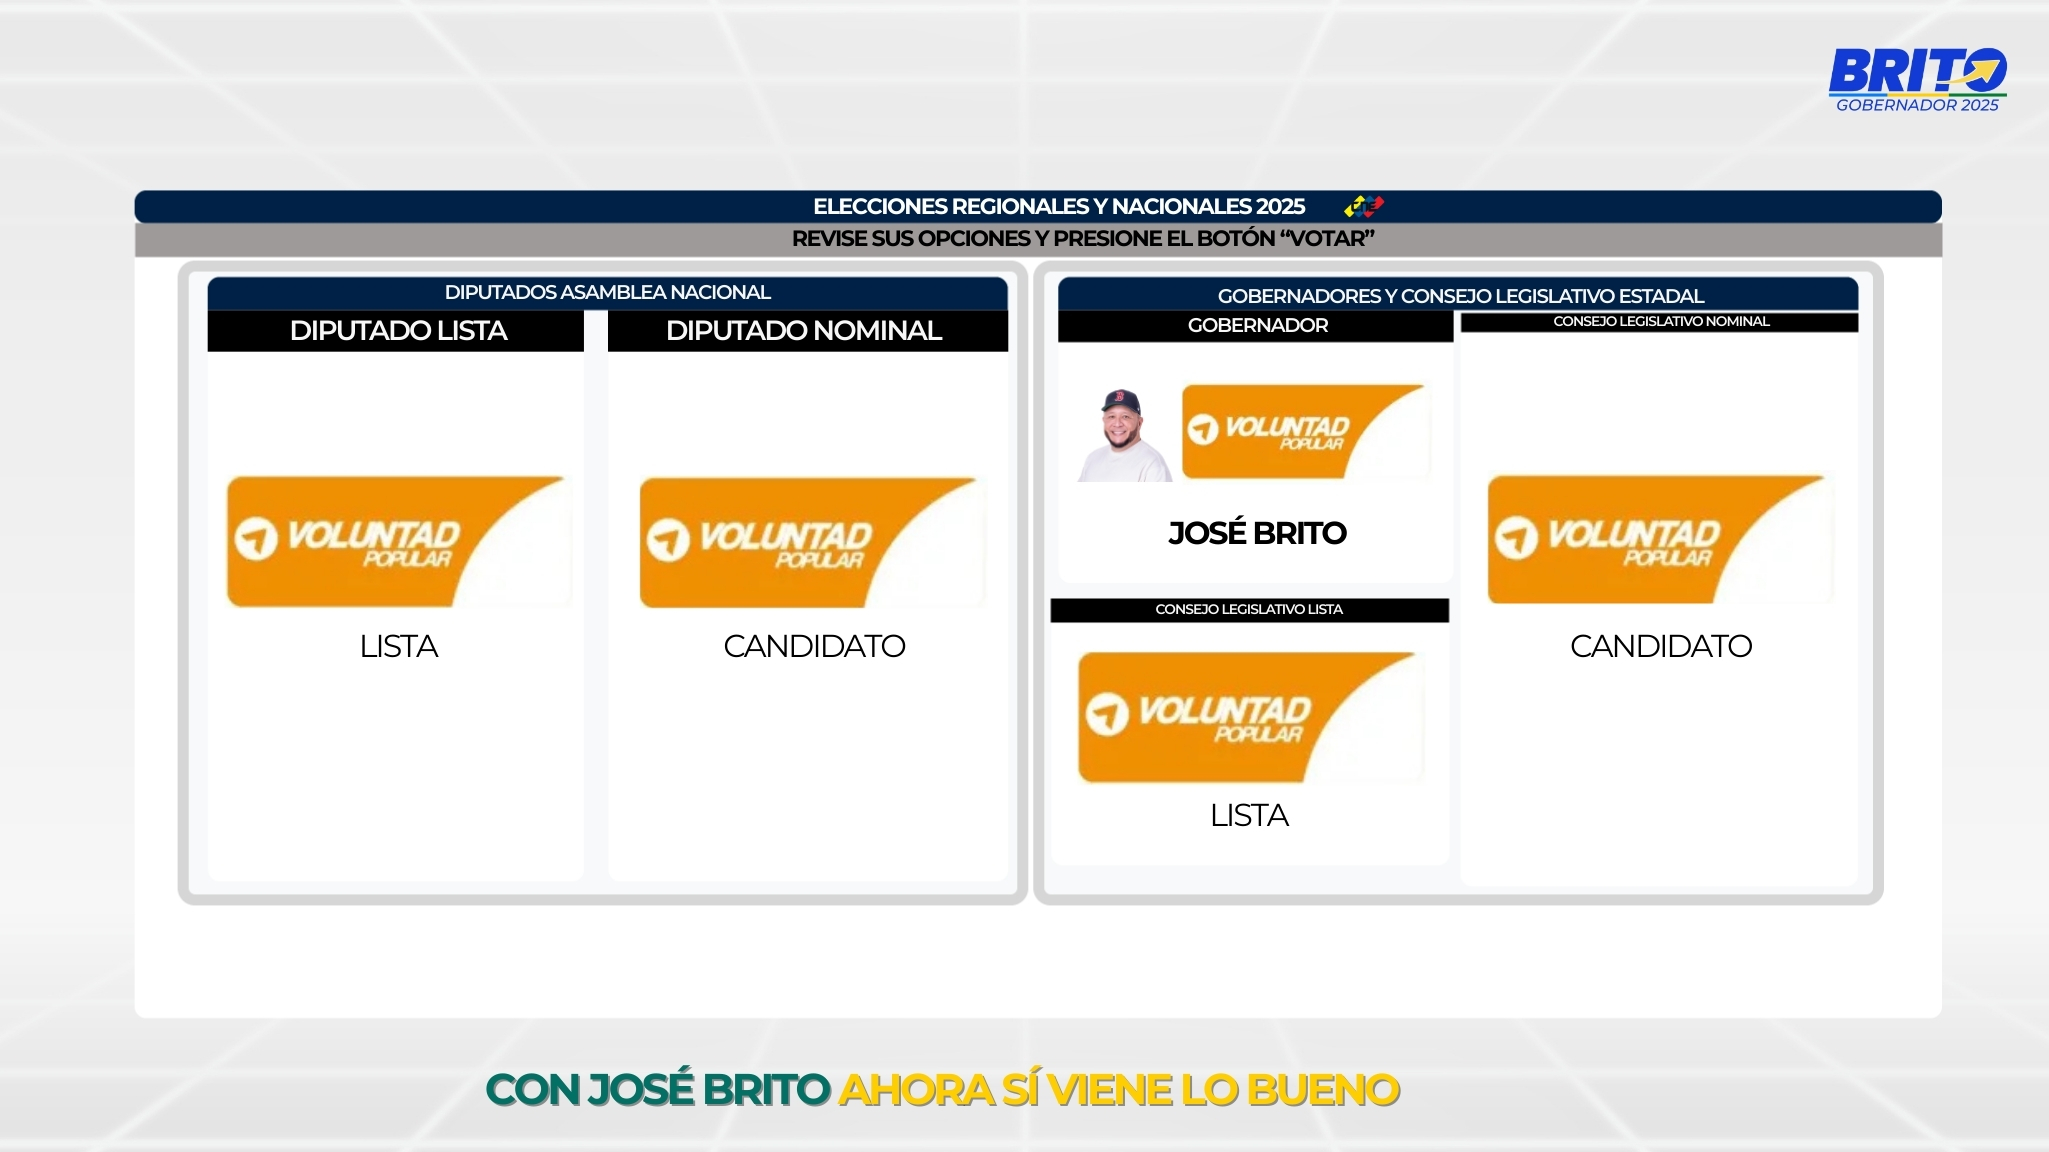 BRITO
GOBERNADOR 2025
ELECCIONES REGIONALES Y NACIONALES 2025
REVISE SUS OPCIONES Y PRESIONE EL BOTÓN “VOTAR”
DIPUTADOS ASAMBLEA NACIONAL
DIPUTADO LISTA
VOLUNTAD
POPULAR
LISTA
DIPUTADO NOMINAL
VOLUNTAD
POPULAR
CANDIDATO
GOBERNADORES Y CONSEJO LEGISLATIVO ESTADAL
GOBERNADOR
B
VOLUNTAD
POPULAR
JOSÉ BRITO
CONSEJO LEGISLATIVO LISTA
VOLUNTAD
POPULAR
LISTA
CONSEJO LEGISLATIVO NOMINAL
VOLUNTAD
POPULAR
CANDIDATO
CON JOSÉ BRITO AHORA SÍ VIENE LO BUENO